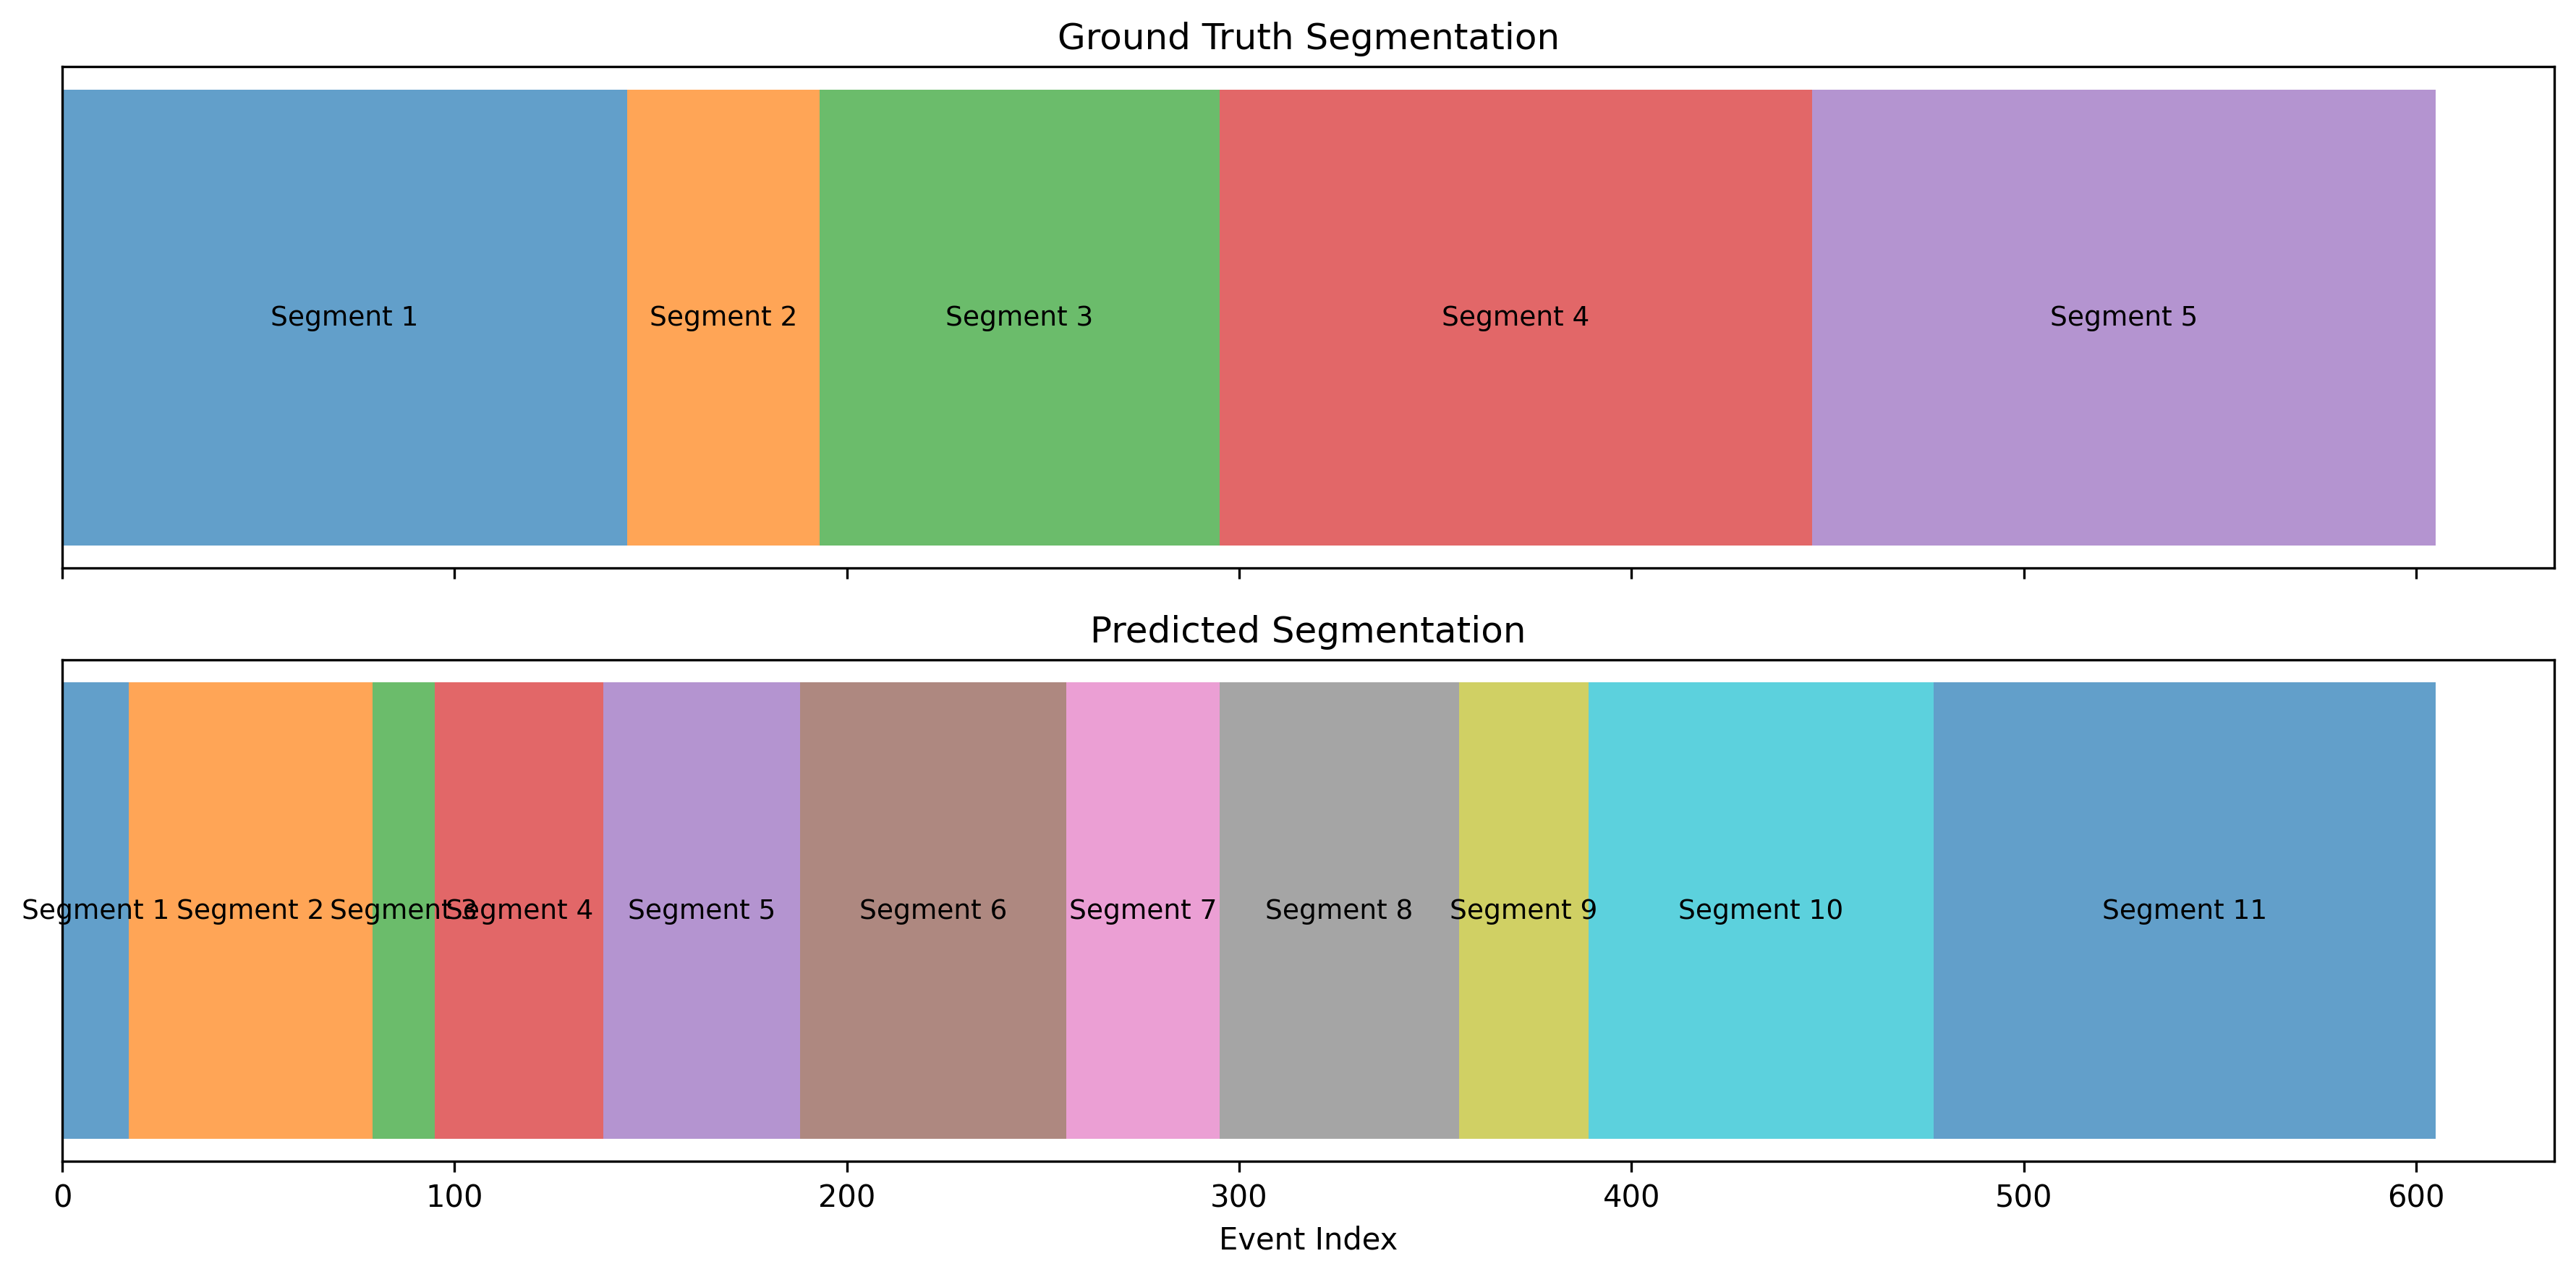 Ground Truth Segmentation
Segment 1 Segment 2 Segment 3 Segment 4 Segment 5
Predicted Segmentation
Segment 1 Segment 2 Segment 3 Segment 4 Segment 5 Segment 6 Segment 7 Segment 8 Segment 9 Segment 10 Segment 11
0 100 200 300 400 500 600
Event Index